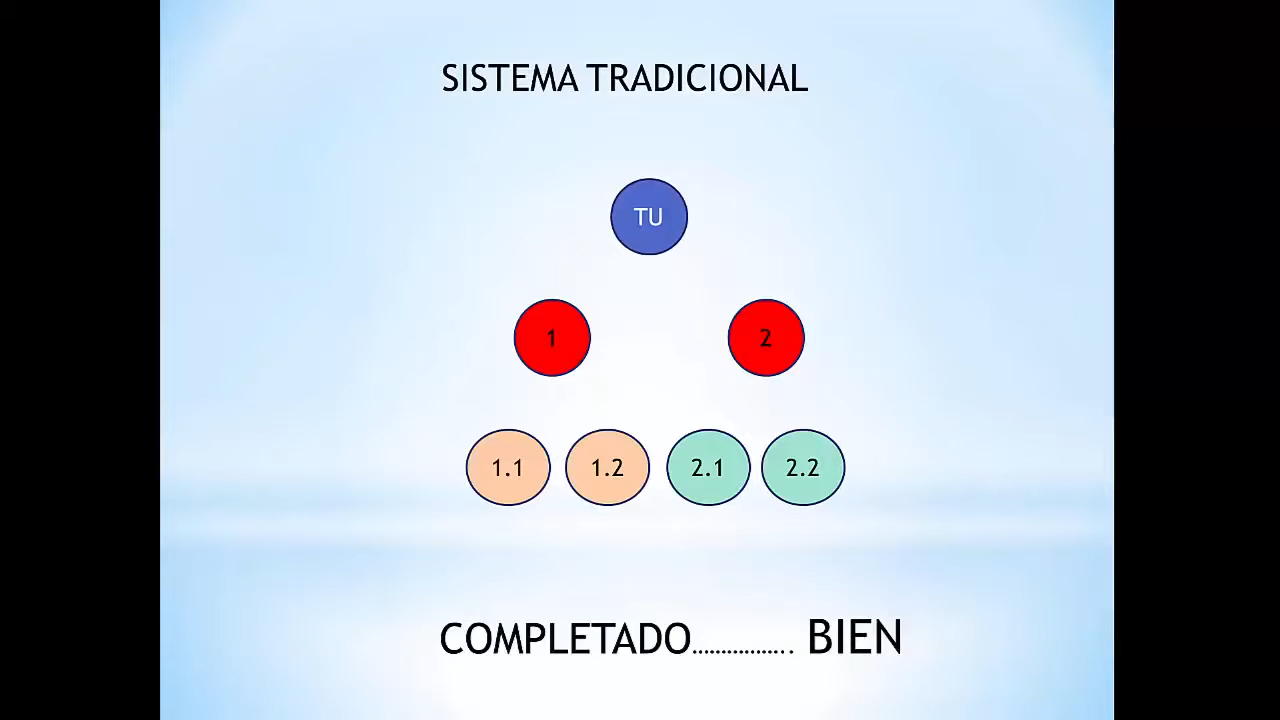 SISTEMA TRADICIONAL
TU
1 2
1.1 1.2 2.1 2.2
COMPLETADO................. BIEN